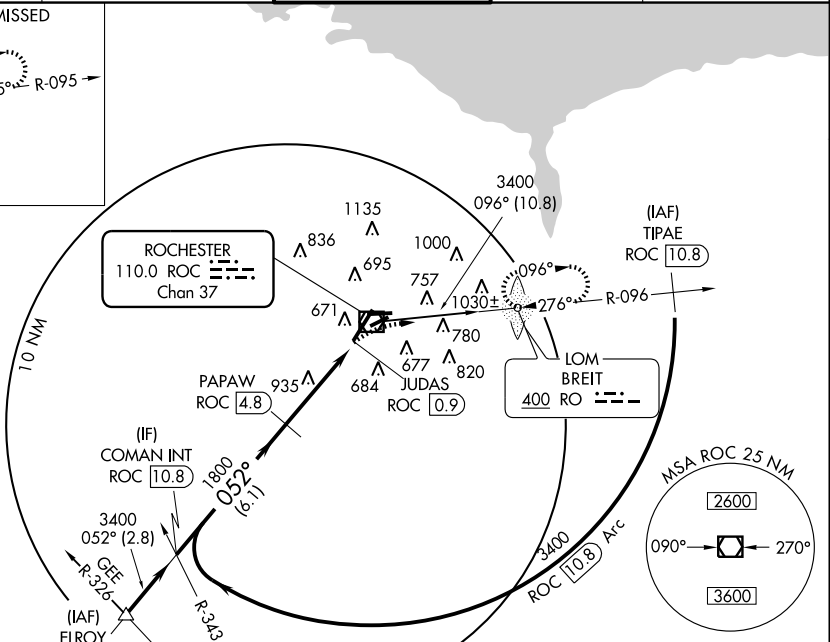 MISSED
5° R-095
3400
096° (10.8)
(IAF)
TIPAE
ROC 10.8
1135
836
1000
695
ROCHESTER
110.0 ROC
Chan 37
757
096°
1030±
276°
R-096
671
780
10 NM
677
820
LOM
BREIT
400 RO
PAPAW
ROC 4.8
935
684
JUDAS
ROC 0.9
(IF)
COMAN INT
ROC 10.8
1800
052°
(6.1)
MSA ROC 25 NM
2600
090°
270°
3600
3400
052° (2.8)
3400
ROC 10.8 Arc
GEE
R-326
R-343
(IAF)
ELROY